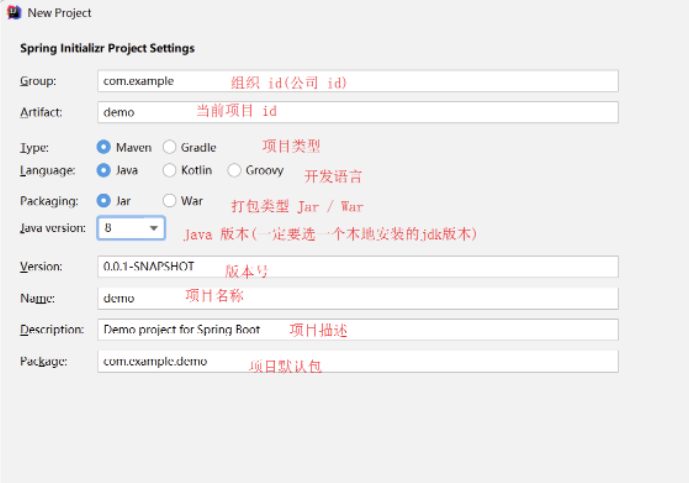 New Project
Spring Initializr Project Settings
Group: com.example 组织 id(公司 id)
Artifact: demo 当前项目 id
Type: Maven Gradle 项目类型
Language: Java Kotlin Groovy 开发语言
Packaging: Jar War 打包类型 Jar / War
Java version: 8 Java 版本(一定要选一个本地安装的jdk版本)
Version: 0.0.1-SNAPSHOT 版本号
Name: demo 项目名称
Description: Demo project for Spring Boot 项目描述
Package: com.example.demo 项目默认包